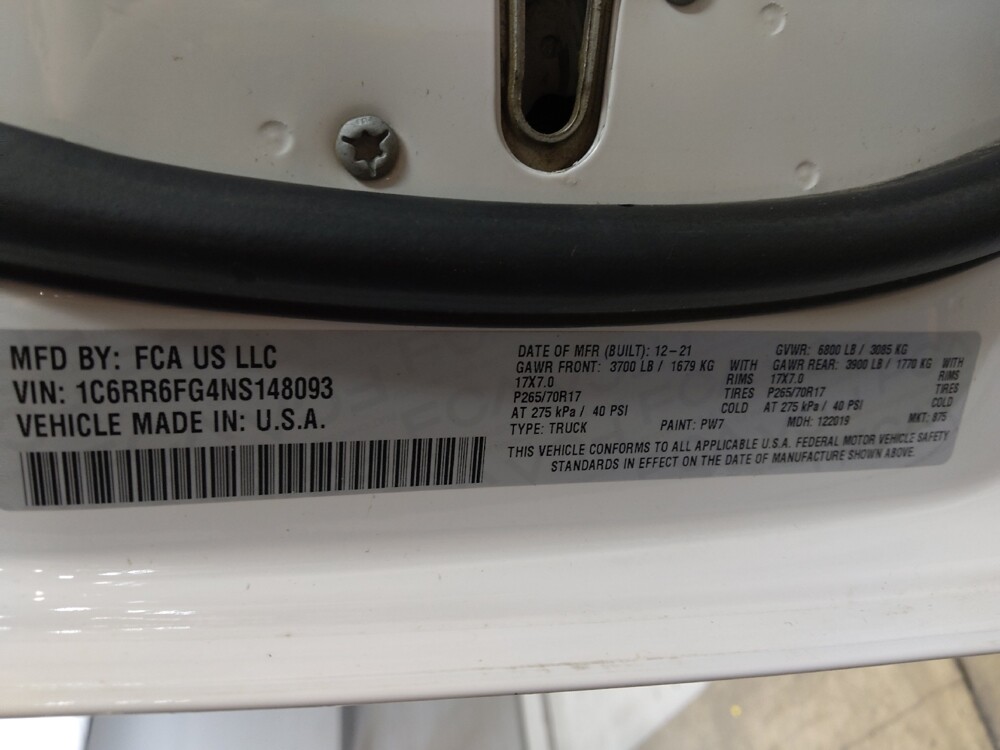 MFD BY: FCA US LLC
VIN: 1C6RR6FG4NS148093
VEHICLE MADE IN: U.S.A.
DATE OF MFR (BUILT): 12-21 GVWR: 6800 LB / 3085 KG
GAWR FRONT: 3700 LB / 1679 KG WITH GAWR REAR: 3900 LB / 1770 KG WITH
17X7.0 RIMS 17X7.0 RIMS
P265/70R17 TIRES P265/70R17 TIRES
AT 275 kPa / 40 PSI COLD AT 275 kPa / 40 PSI COLD
TYPE: TRUCK PAINT: PW7 MDH: 122019 MKT: 875
THIS VEHICLE CONFORMS TO ALL APPLICABLE U.S.A. FEDERAL MOTOR VEHICLE SAFETY
STANDARDS IN EFFECT ON THE DATE OF MANUFACTURE SHOWN ABOVE.